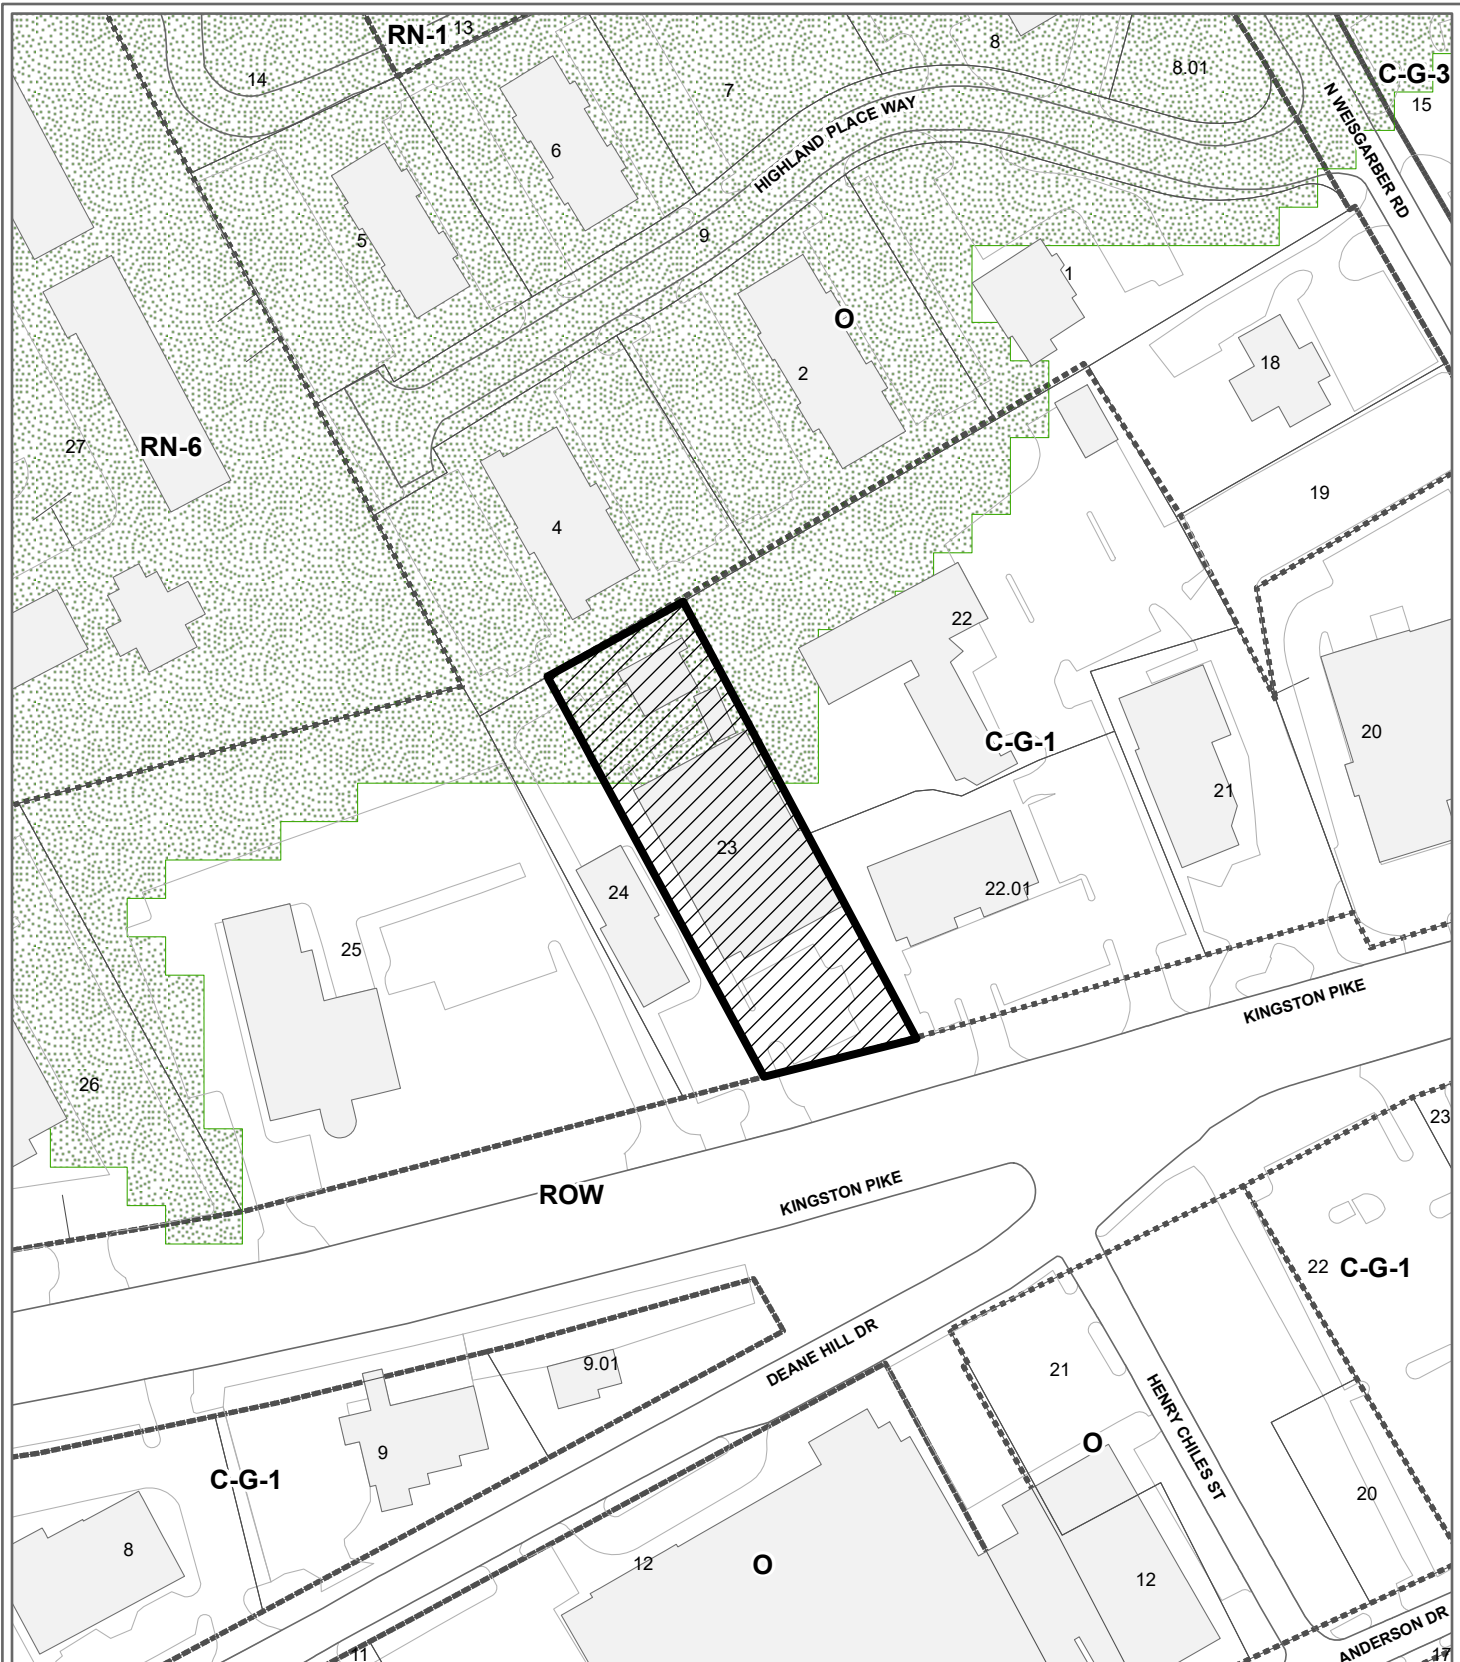 RN-1
13
8
14
7
8.01
C-G-3
15
HIGHLAND PLACE WAY
N WEISGARBER RD
6
5
9
1
O
2
18
27
RN-6
19
4
22
C-G-1
20
21
23
24
22.01
25
KINGSTON PIKE
26
ROW
KINGSTON PIKE
23
22
C-G-1
DEANE HILL DR
9.01
21
HENRY CHILES ST
9
O
C-G-1
20
8
12
O
12
ANDERSON DR
11
17